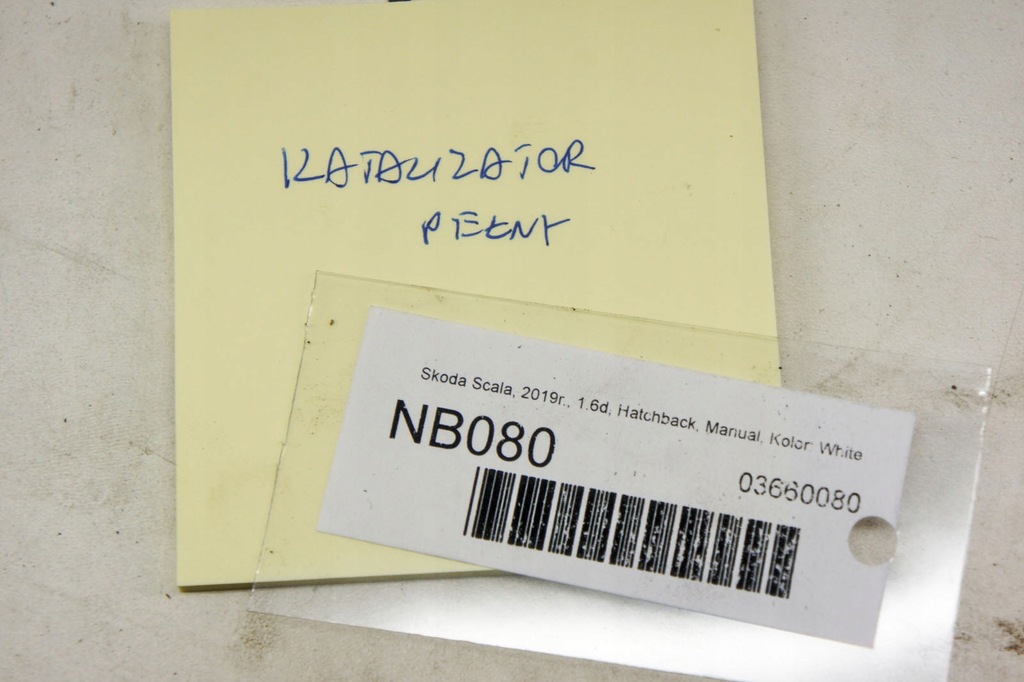 KATALIZATOR
PEŁNY
Skoda Scala, 2019r., 1.6d, Hatchback, Manual, Kolor: White
NB080
03660080